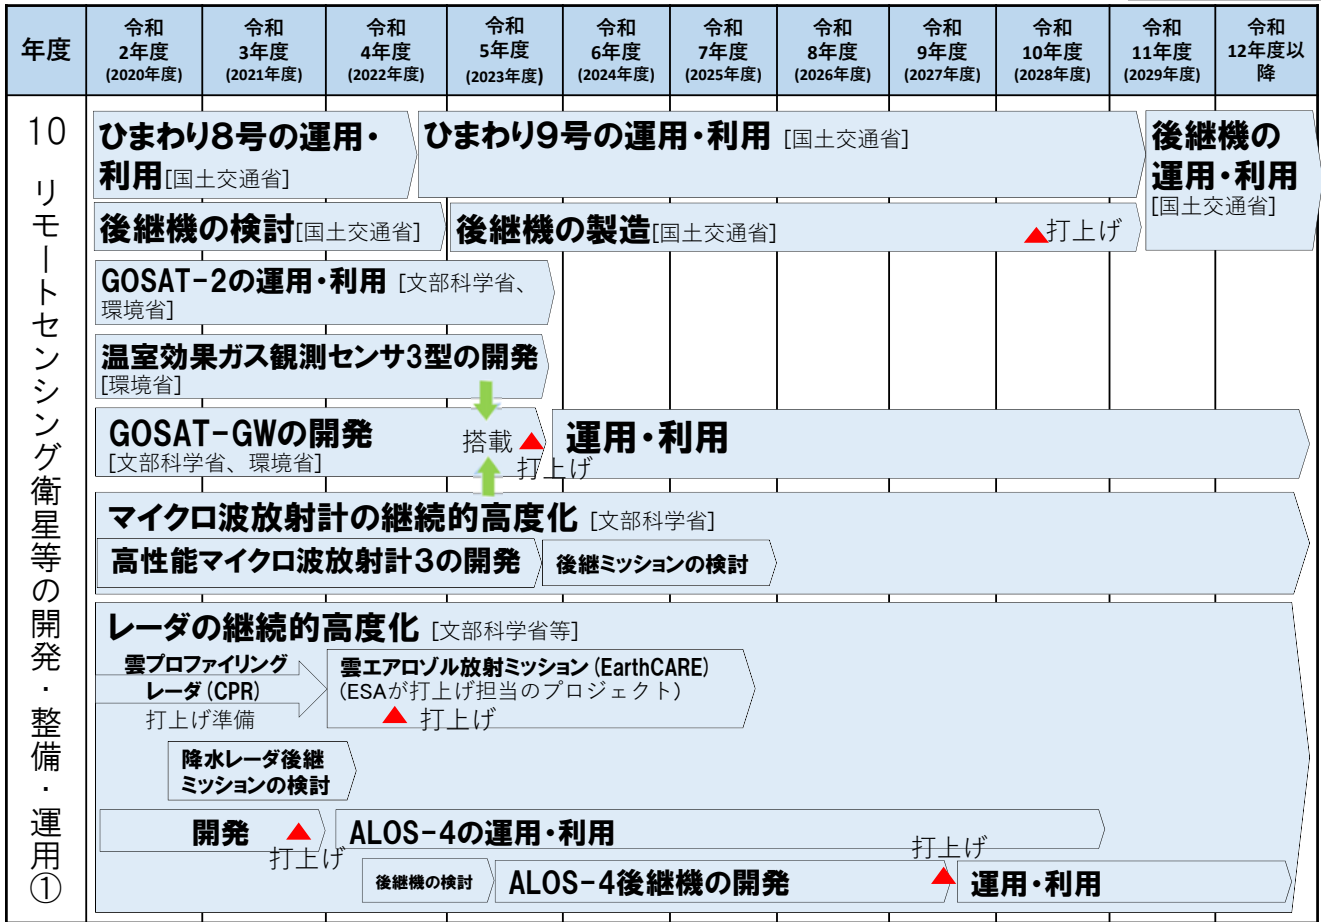 年度
令和
2年度
(2020年度)
令和
3年度
(2021年度)
令和
4年度
(2022年度)
令和
5年度
(2023年度)
令和
6年度
(2024年度)
令和
7年度
(2025年度)
令和
8年度
(2026年度)
令和
9年度
(2027年度)
令和
10年度
(2028年度)
令和
11年度
(2029年度)
令和
12年度以
降
10 リモートセンシング衛星等の開発・整備・運用①
ひまわり8号の運用・
利用[国土交通省]
ひまわり9号の運用・利用 [国土交通省]
後継機の
運用・利用
[国土交通省]
後継機の検討[国土交通省]
後継機の製造[国土交通省]
▲打上げ
GOSAT-2の運用・利用 [文部科学省、
環境省]
温室効果ガス観測センサ3型の開発
[環境省]
GOSAT-GWの開発
[文部科学省、環境省]
搭載▲
打上げ
運用・利用
マイクロ波放射計の継続的高度化 [文部科学省]
高性能マイクロ波放射計3の開発
後継ミッションの検討
レーダの継続的高度化 [文部科学省等]
雲プロファイリング
レーダ(CPR)
打上げ準備
雲エアロゾル放射ミッション(EarthCARE)
(ESAが打上げ担当のプロジェクト)
▲ 打上げ
降水レーダ後継
ミッションの検討
開発 ▲
打上げ
ALOS-4の運用・利用
後継機の検討
ALOS-4後継機の開発
打上げ
▲
運用・利用